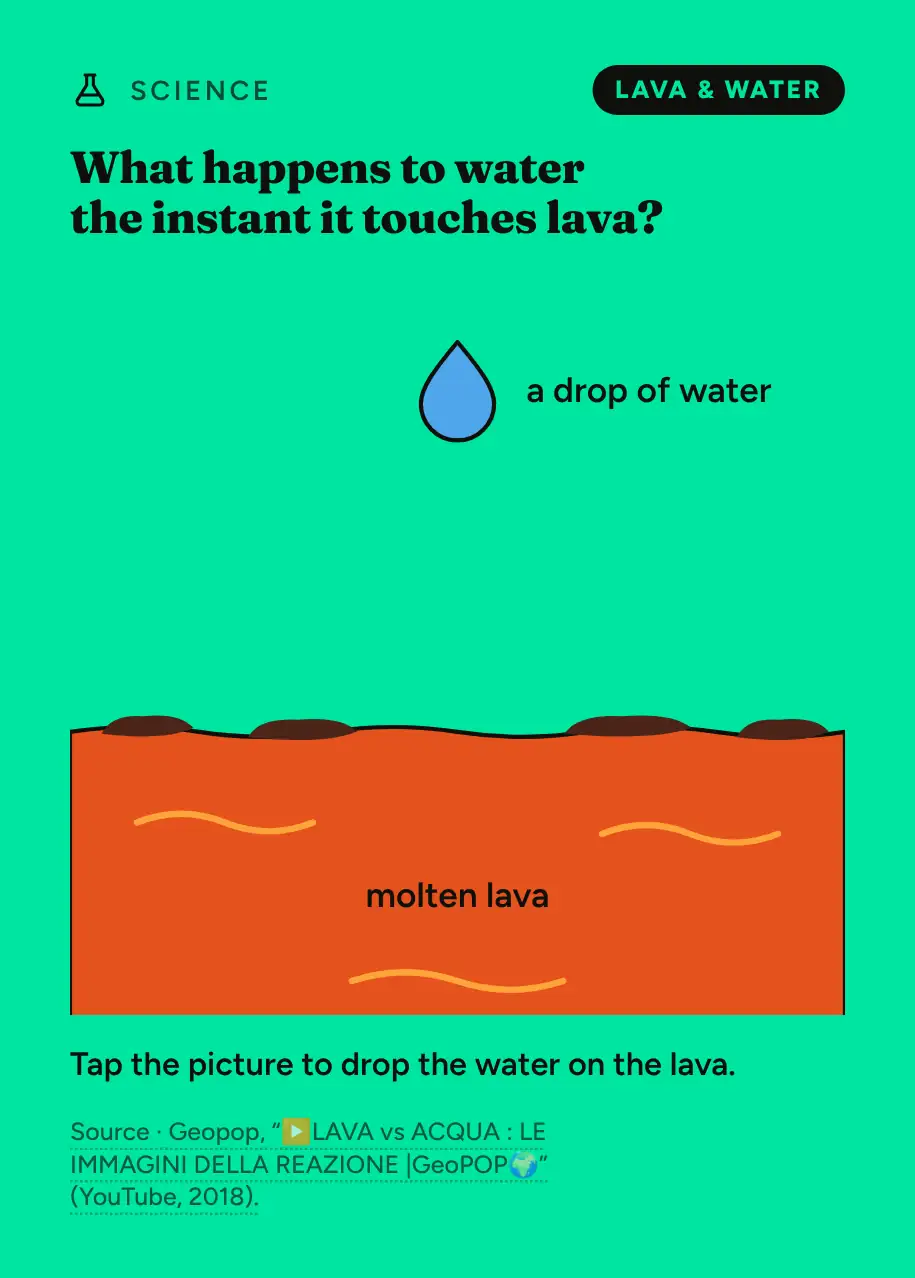 SCIENCE
LAVA & WATER
What happens to water
the instant it touches lava?
a drop of water
molten lava
Tap the picture to drop the water on the lava.
Source · Geopop, “▶️LAVA vs ACQUA : LE
IMMAGINI DELLA REAZIONE |GeoPOP🌍”
(YouTube, 2018).